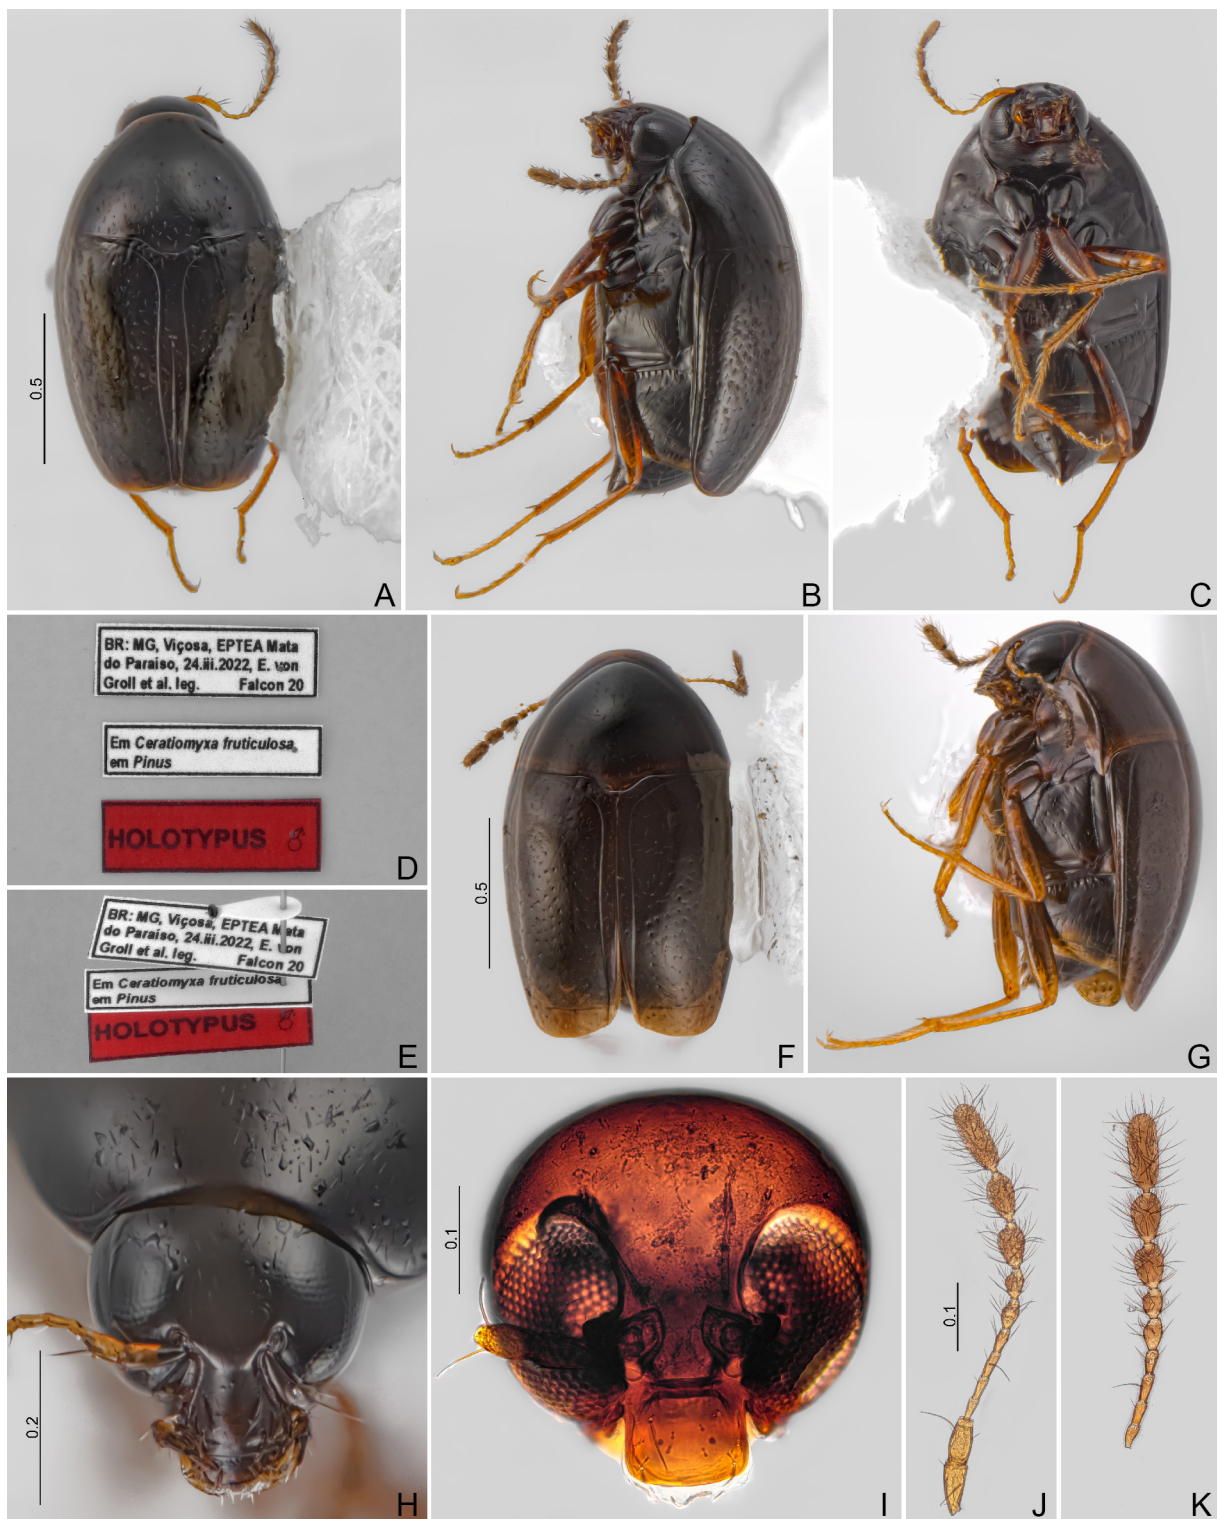 0.5
A
B
C
BR: MG, Viçosa, EPTEA Mata
do Paraíso, 24.iii.2022, E. von
Groll et al. leg. Falcon 20
Em Ceratiomyxa fruticulosa,
em Pinus
HOLOTYPUS ♂
D
BR: MG, Viçosa, EPTEA Mata
do Paraíso, 24.iii.2022, E. von
Groll et al. leg. Falcon 20
Em Ceratiomyxa fruticulosa
em Pinus
HOLOTYPUS ♂
E
0.5
F
G
0.2
H
0.1
I
0.1
J
K